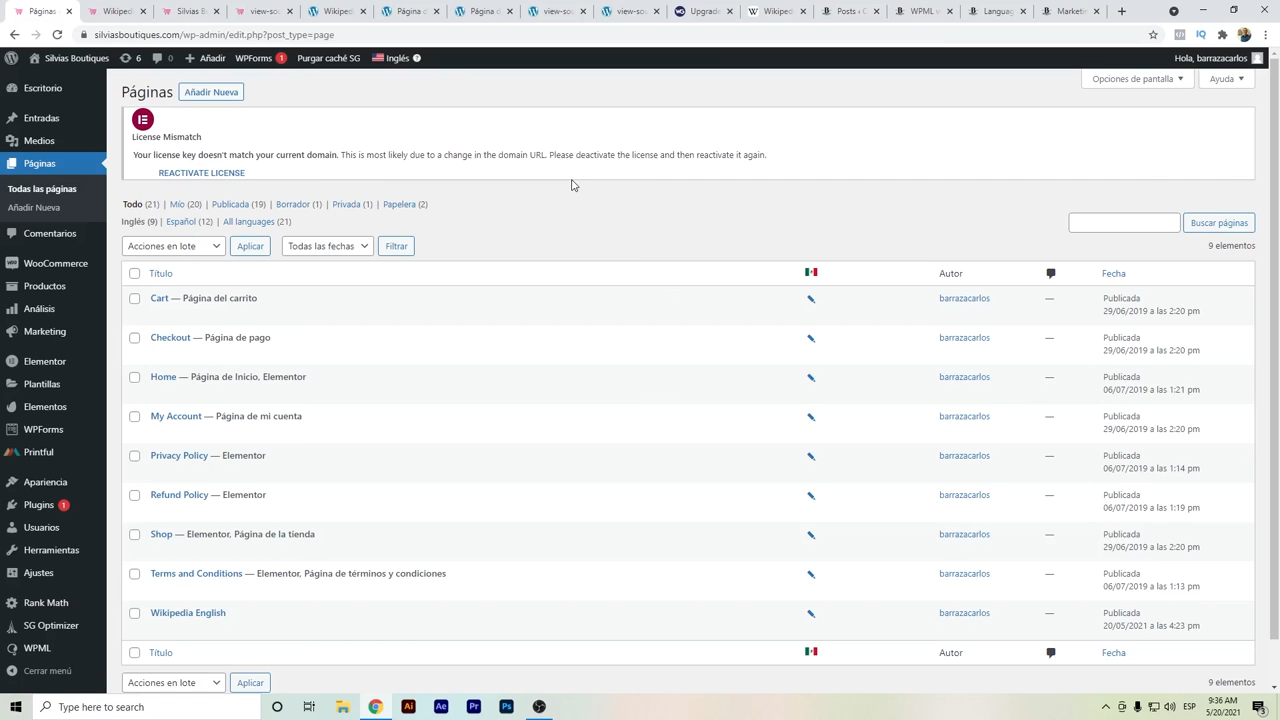 Página
Wikiped
Página d
Página d
view-sou
view-sou
Upgrade
Wikiped
Posts ‹ C
WPML ‹
Marketin
silviasboutiques.com/wp-admin/edit.php?post_type=page
Silvias Boutiques 6 0 Añadir WPForms 1 Purgar caché SG Inglés Hola, barrazacarlos
Escritorio
Entradas
Medios
Páginas
Todas las páginas
Añadir Nueva
Comentarios
WooCommerce
Productos
Análisis
Marketing
Elementor
Plantillas
Elementos
WPForms
Printful
Apariencia
Plugins 1
Usuarios
Herramientas
Ajustes
Rank Math
SG Optimizer
WPML
Cerrar menú
Opciones de pantalla Ayuda
Páginas Añadir Nueva
License Mismatch
Your license key doesn't match your current domain. This is most likely due to a change in the domain URL. Please deactivate the license and then reactivate it again.
REACTIVATE LICENSE
Todo (21) | Mío (20) | Publicada (19) | Borrador (1) | Privada (1) | Papelera (2)
Inglés (9) | Español (12) | All languages (21)
Buscar páginas
Acciones en lote Aplicar Todas las fechas Filtrar 9 elementos
Título Autor Fecha
Cart — Página del carrito barrazacarlos — Publicada
29/06/2019 a las 2:20 pm
Checkout — Página de pago barrazacarlos — Publicada
29/06/2019 a las 2:20 pm
Home — Página de Inicio, Elementor barrazacarlos — Publicada
06/07/2019 a las 1:21 pm
My Account — Página de mi cuenta barrazacarlos — Publicada
29/06/2019 a las 2:20 pm
Privacy Policy — Elementor barrazacarlos — Publicada
06/07/2019 a las 1:14 pm
Refund Policy — Elementor barrazacarlos — Publicada
06/07/2019 a las 1:19 pm
Shop — Elementor, Página de la tienda barrazacarlos — Publicada
29/06/2019 a las 2:20 pm
Terms and Conditions — Elementor, Página de términos y condiciones barrazacarlos — Publicada
06/07/2019 a las 1:13 pm
Wikipedia English barrazacarlos — Publicada
20/05/2021 a las 4:23 pm
Título Autor Fecha
Acciones en lote Aplicar 9 elementos
Type here to search
Ai
Ae
Pr
Ps
ESP
9:36 AM
5/20/2021
3